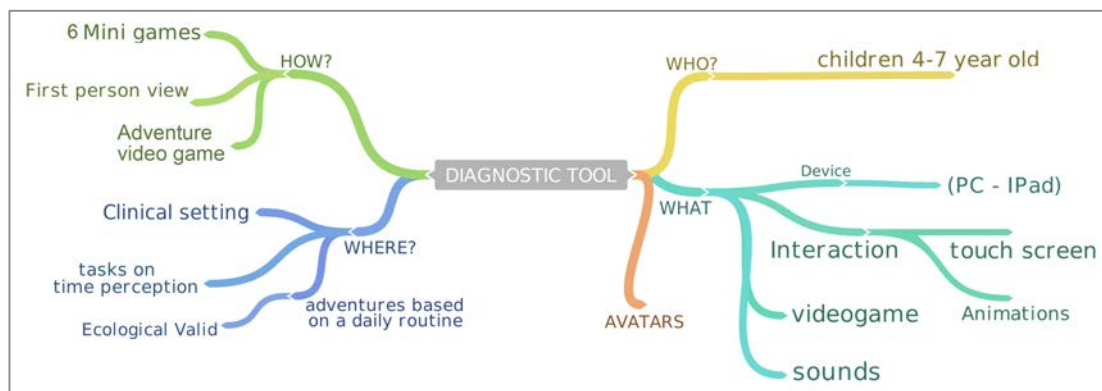 6 Mini games
HOW?
First person view
Adventure
video game
DIAGNOSTIC TOOL
Clinical setting
WHERE?
tasks on
time perception
adventures based
on a daily routine
Ecological Valid
WHO?
children 4-7 year old
WHAT
Device
(PC - IPad)
Interaction
touch screen
Animations
videogame
sounds
AVATARS